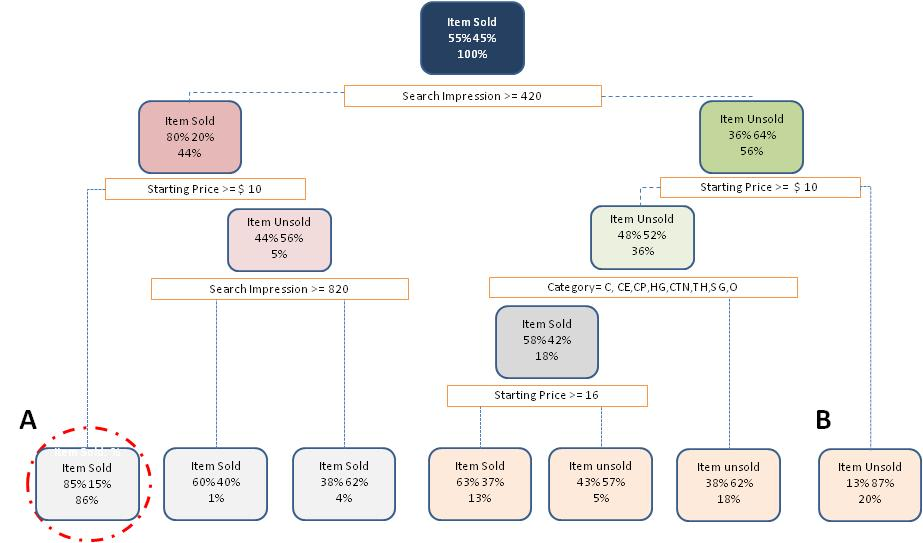 Item Sold
55%45%
100%
Search Impression >= 420
Item Sold
80%20%
44%
Item Unsold
36%64%
56%
Starting Price >= $ 10
Starting Price >= $ 10
Item Unsold
44%56%
5%
Item Unsold
48%52%
36%
Search Impression >= 820
Category= C, CE,CP,HG,CTN,TH,SG,O
Item Sold
58%42%
18%
Starting Price >= 16
A
B
Item Sold
85%15%
86%
Item Sold
60%40%
1%
Item Sold
38%62%
4%
Item Sold
63%37%
13%
Item unsold
43%57%
5%
Item unsold
38%62%
18%
Item Unsold
13%87%
20%